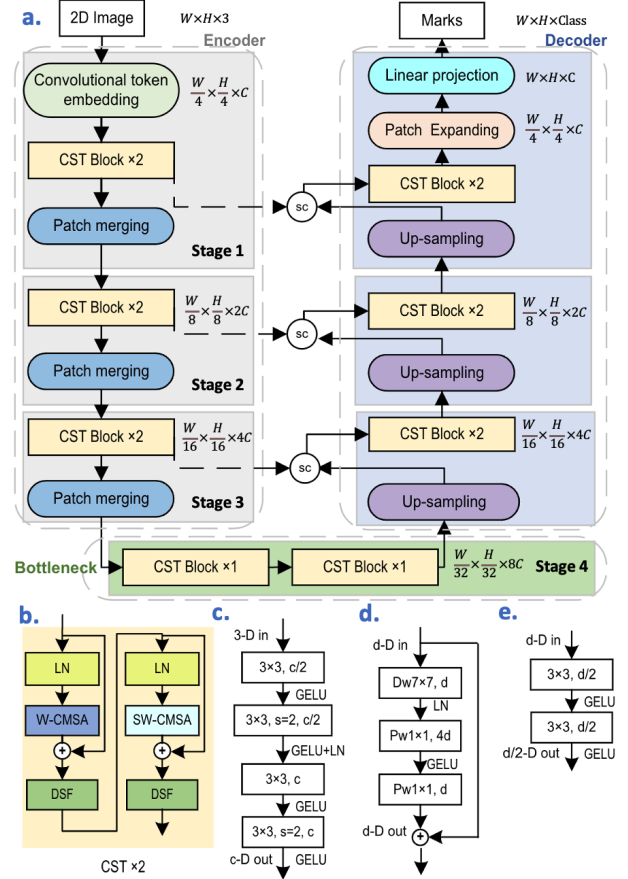 a.
2D Image
W×H×3
Marks
W×H×Class
Encoder
Decoder
Convolutional token
embedding
W/4 × H/4 ×C
Linear projection
W×H×C
Patch Expanding
W/4 × H/4 ×C
CST Block ×2
CST Block ×2
sc
Patch merging
Up-sampling
Stage 1
CST Block ×2
W/8 × H/8 ×2C
sc
CST Block ×2
W/8 × H/8 ×2C
Patch merging
Up-sampling
Stage 2
CST Block ×2
W/16 × H/16 ×4C
sc
CST Block ×2
W/16 × H/16 ×4C
Patch merging
Up-sampling
Stage 3
Bottleneck
CST Block ×1
CST Block ×1
W/32 × H/32 ×8C
Stage 4
b.
LN
LN
W-CMSA
SW-CMSA
+
+
DSF
DSF
CST ×2
c.
3-D in
3×3, c/2
GELU
3×3, s=2, c/2
GELU+LN
3×3, c
GELU
3×3, s=2, c
c-D out
GELU
d.
d-D in
Dw7×7, d
LN
Pw1×1, 4d
GELU
Pw1×1, d
d-D out
+
e.
d-D in
3×3, d/2
GELU
3×3, d/2
d/2-D out
GELU